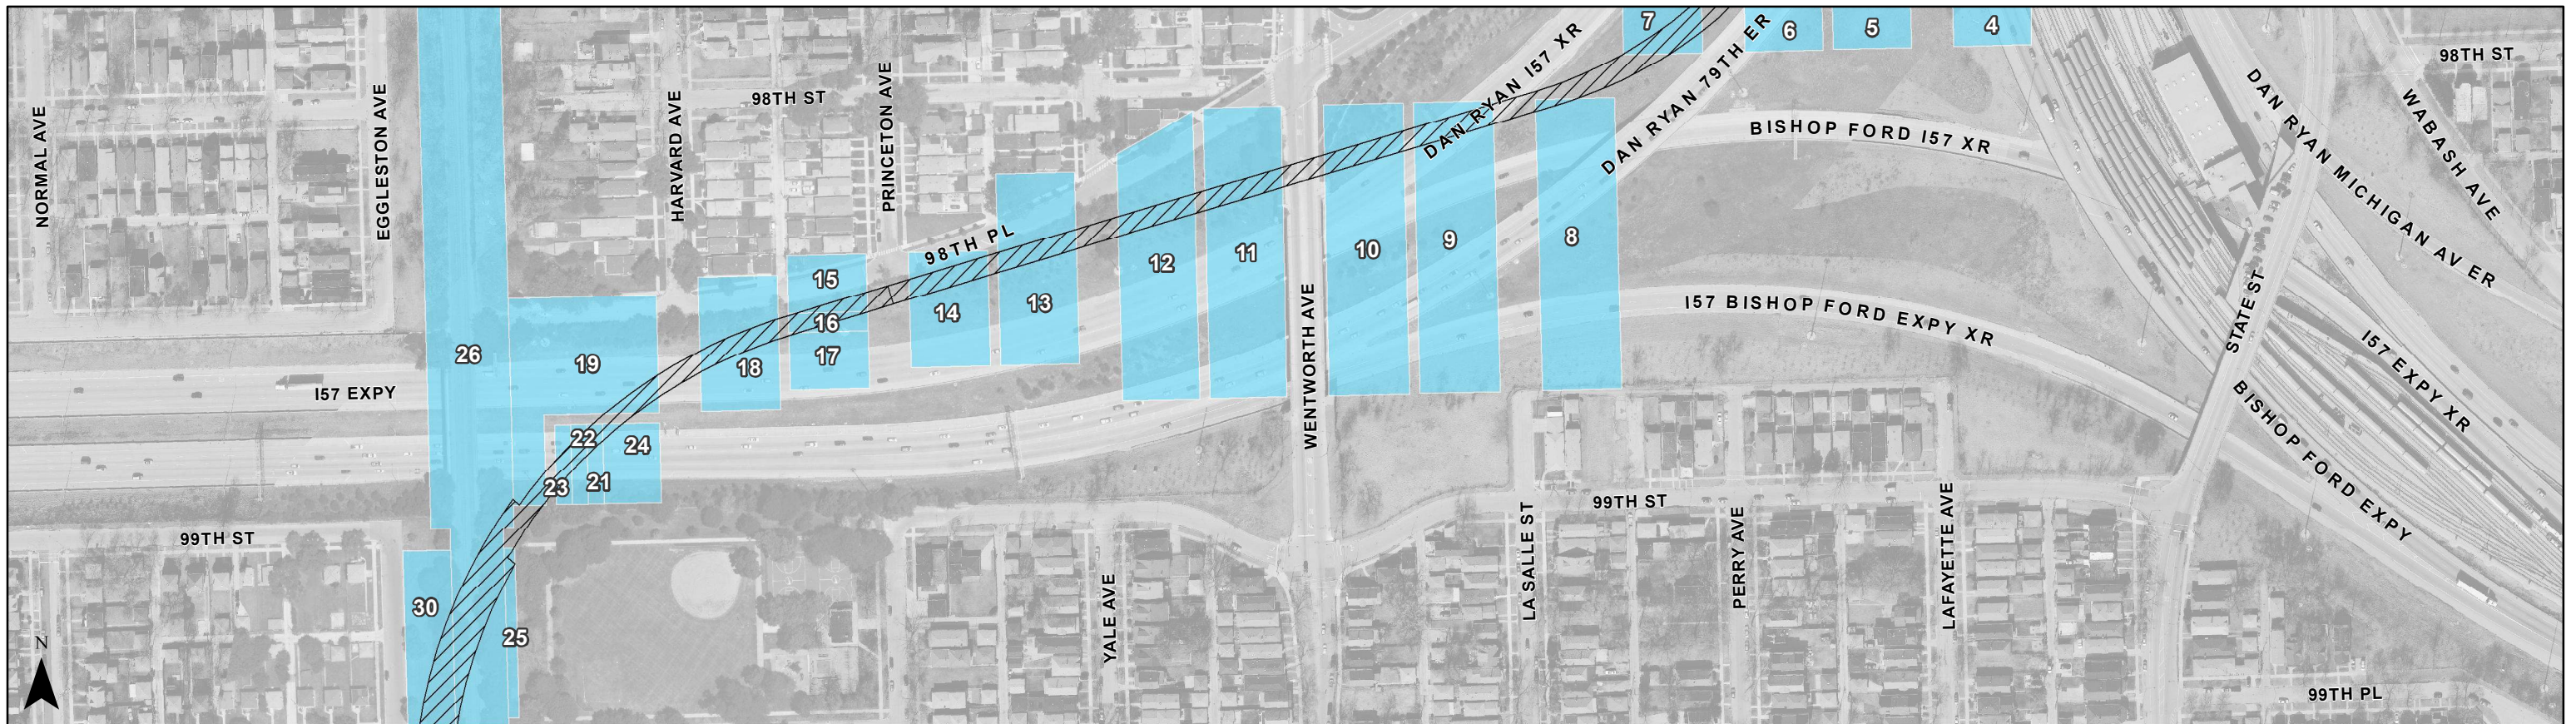 7
6
5
4
98TH ST
98TH ST
NORMAL AVE
EGGLESTON AVE
HARVARD AVE
PRINCETON AVE
DAN RYAN I57 XR
DAN RYAN 79TH ER
BISHOP FORD I57 XR
DAN RYAN MICHIGAN AV ER
WABASH AVE
98TH PL
15
16
17
14
13
12
11
10
9
8
26
19
18
I57 EXPY
WENTWORTH AVE
I57 BISHOP FORD EXPY XR
STATE ST
I57 EXPY XR
BISHOP FORD EXPY
22
24
23
21
99TH ST
99TH ST
30
25
YALE AVE
LA SALLE ST
PERRY AVE
LAFAYETTE AVE
99TH PL
N